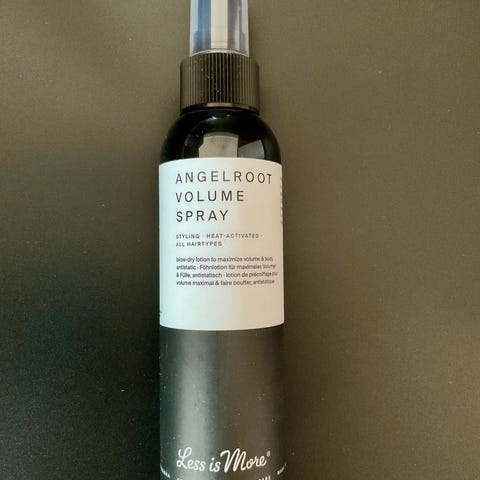 ANGELROOT
VOLUME
SPRAY
STYLING · HEAT-ACTIVATED ·
ALL HAIRTYPES
blow-dry lotion to maximize volume & body,
antistatic · Föhnlotion für maximales Volumen
& Fülle, antistatisch · lotion de précoiffage pour
volume maximal & faire bouffer, antistatique
Less is More®